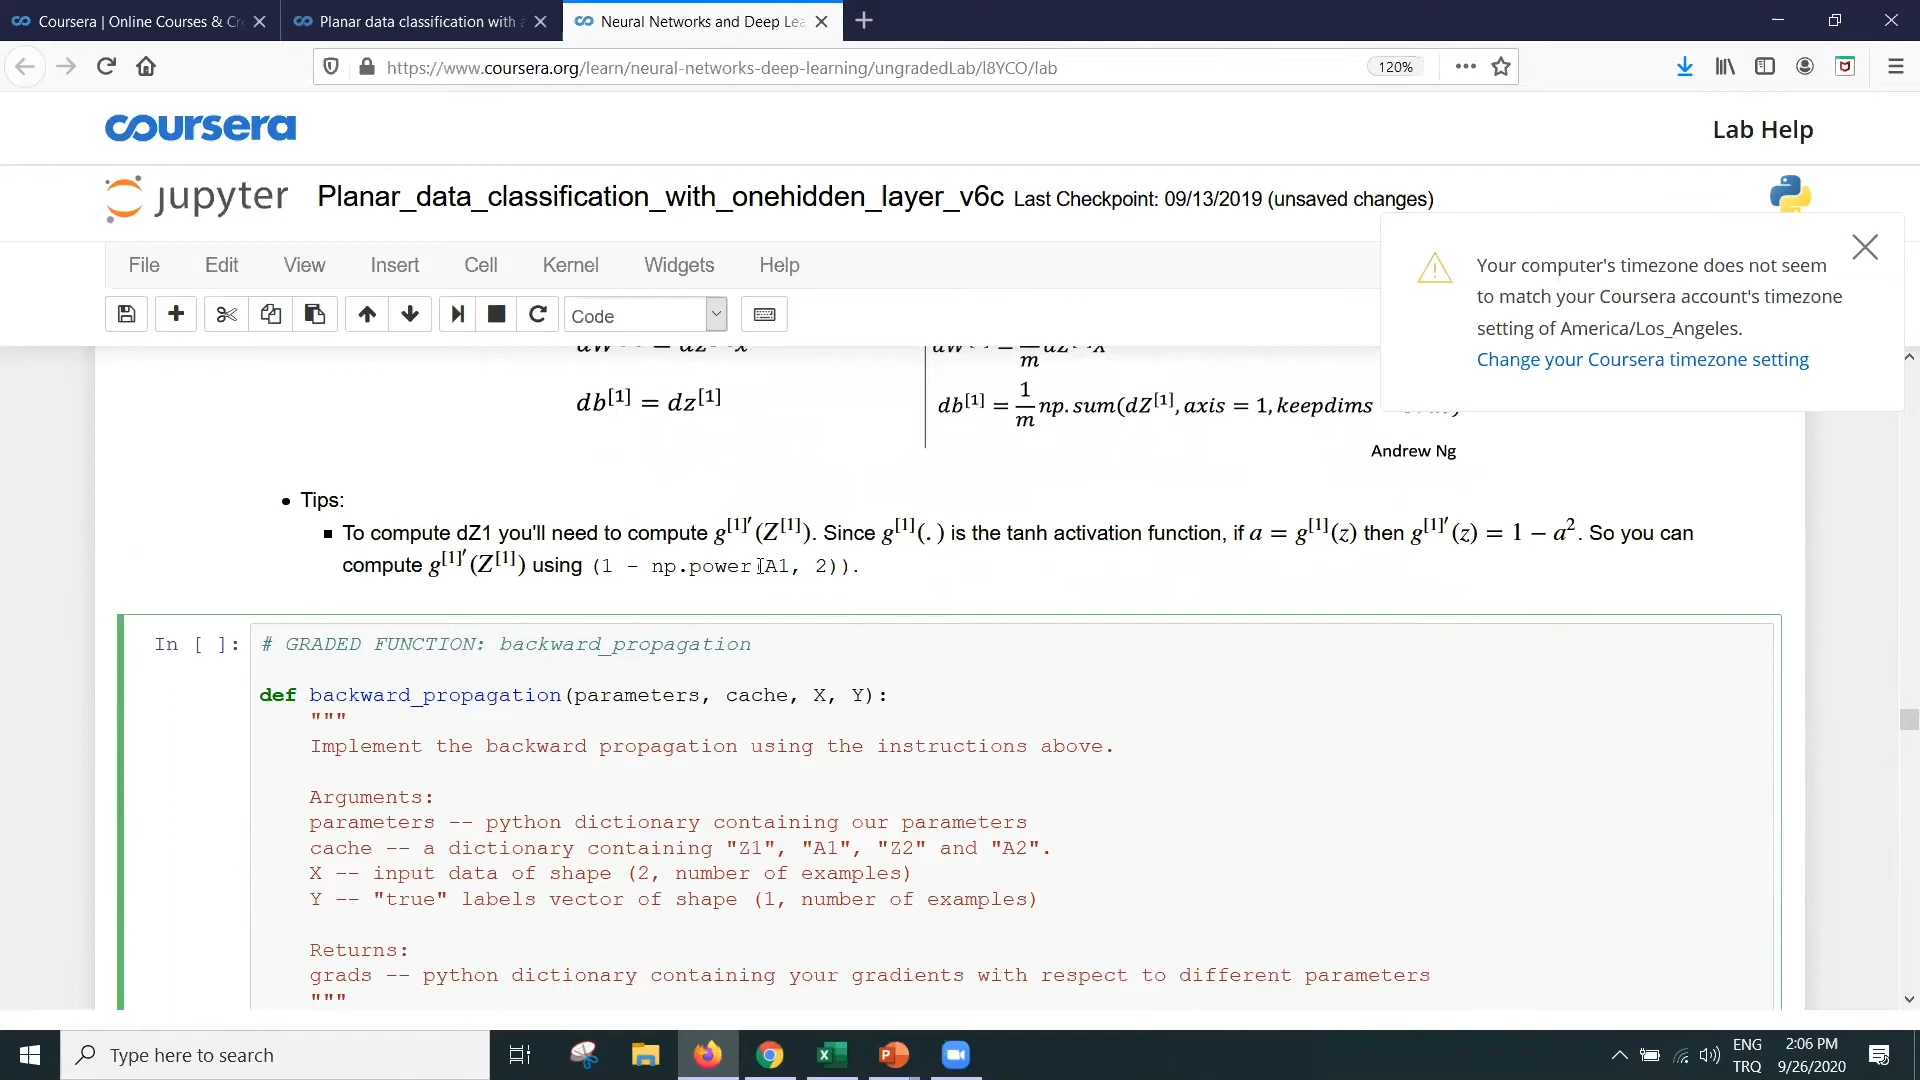 Coursera | Online Courses & Cr
Planar data classification with a
Neural Networks and Deep Lea
https://www.coursera.org/learn/neural-networks-deep-learning/ungradedLab/l8YCO/lab
120%
coursera
Lab Help
jupyter
Planar_data_classification_with_onehidden_layer_v6c Last Checkpoint: 09/13/2019 (unsaved changes)
File Edit View Insert Cell Kernel Widgets Help
Code
Your computer's timezone does not seem
to match your Coursera account's timezone
setting of America/Los_Angeles.
Change your Coursera timezone setting
db[1] = dz[1]
db[1] = 1/m np.sum(dZ[1], axis = 1, keepdims
Andrew Ng
• Tips:
▪ To compute dZ1 you'll need to compute g[1]′(Z[1]). Since g[1](.) is the tanh activation function, if a = g[1](z) then g[1]′(z) = 1 − a². So you can
compute g[1]′(Z[1]) using (1 - np.power(A1, 2)).
In [ ]:
# GRADED FUNCTION: backward_propagation
def backward_propagation(parameters, cache, X, Y):
"""
Implement the backward propagation using the instructions above.
Arguments:
parameters -- python dictionary containing our parameters
cache -- a dictionary containing "Z1", "A1", "Z2" and "A2".
X -- input data of shape (2, number of examples)
Y -- "true" labels vector of shape (1, number of examples)
Returns:
grads -- python dictionary containing your gradients with respect to different parameters
"""
Type here to search
ENG
TRQ
2:06 PM
9/26/2020